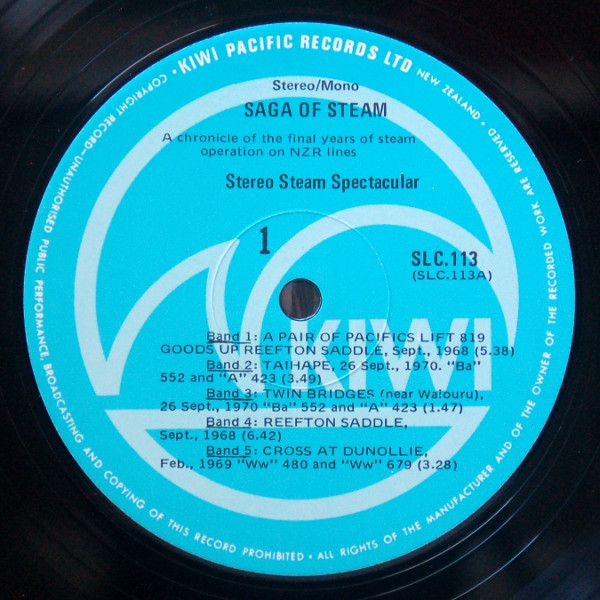 • KIWI PACIFIC RECORDS LTD NEW ZEALAND •
Stereo/Mono
SAGA OF STEAM
A chronicle of the final years of steam
operation on NZR lines
Stereo Steam Spectacular
1
SLC.113
(SLC.113A)
KIWI
Band 1: A PAIR OF PACIFICS LIFT 819
GOODS UP REEFTON SADDLE, Sept., 1968 (5.38)
Band 2: TAIHAPE, 26 Sept., 1970. "Ba"
552 and "A" 423 (3.49)
Band 3: TWIN BRIDGES (near Waiouru),
26 Sept., 1970 "Ba" 552 and "A" 423 (1.47)
Band 4: REEFTON SADDLE,
Sept., 1968 (6.42)
Band 5: CROSS AT DUNOLLIE,
Feb., 1969 "Ww" 480 and "Ww" 679 (3.28)
COPYRIGHT RECORD—UNAUTHORISED PUBLIC PERFORMANCE, BROADCASTING AND COPYING OF THIS RECORD PROHIBITED • ALL RIGHTS OF THE MANUFACTURER AND OF THE OWNER OF THE RECORDED WORK ARE RESERVED